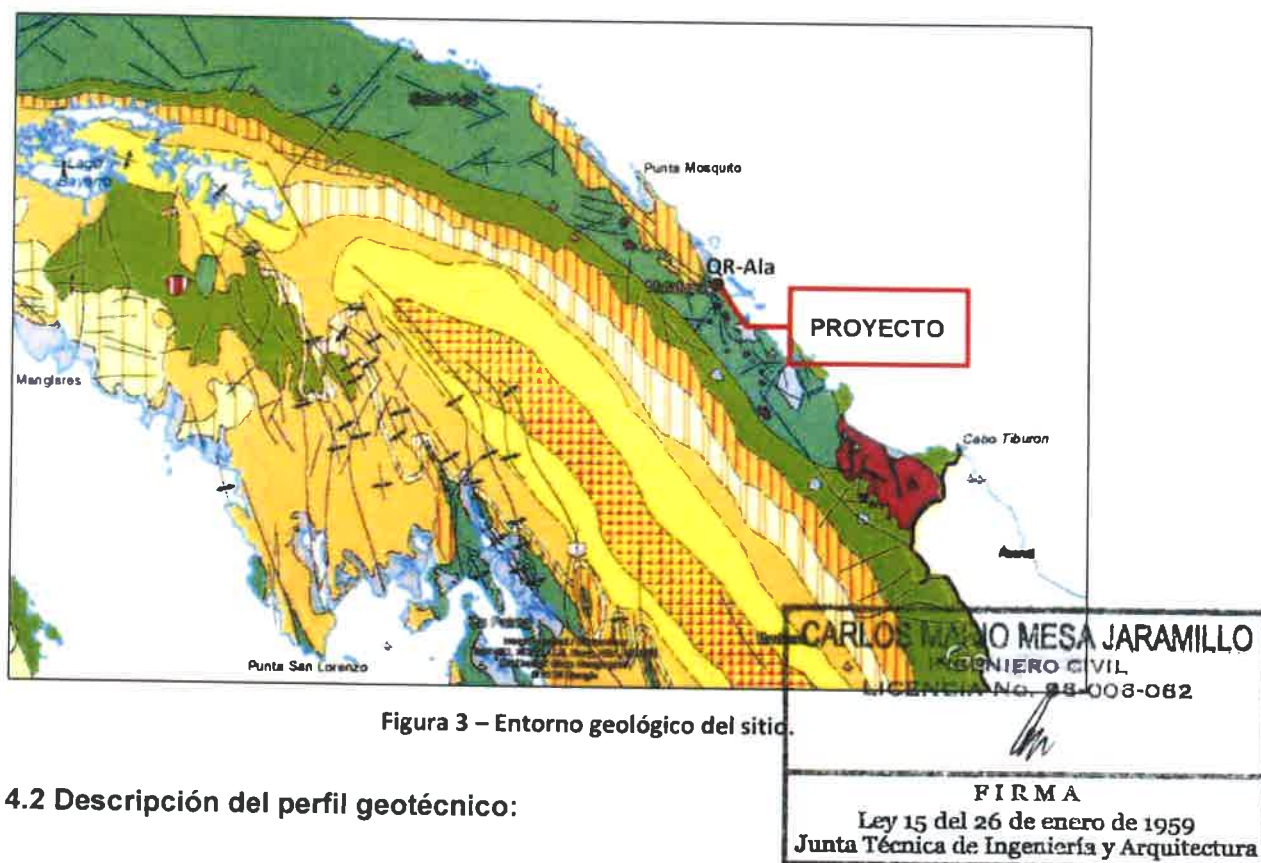 Punta Mosquito
QR-Ala
PROYECTO
Manglares
Cabo Tiburon
Punta San Lorenzo
CARLOS MESA JARAMILLO
INGENIERO CIVIL
LICENCIA No.
Figura 3 – Entorno geológico del sitio.
FIRMA
4.2 Descripción del perfil geotécnico:
Ley 15 del 26 de enero de 1959
Junta Técnica de Ingeniería y Arquitectura